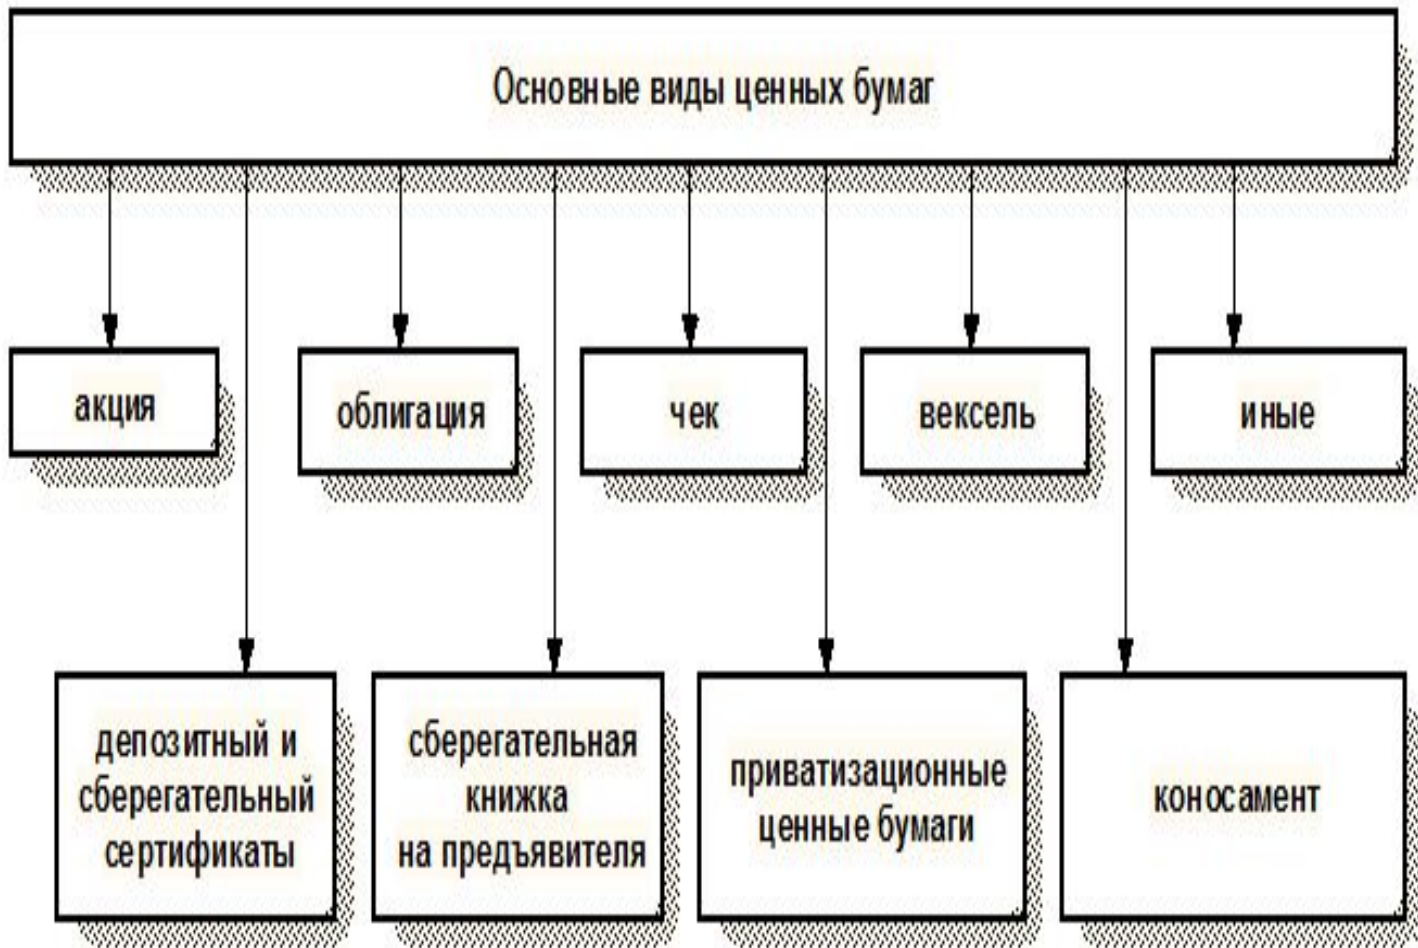 Основные виды ценных бумаг
акция
облигация
чек
вексель
иные
депозитный и
сберегательный
сертификаты
сберегательная
книжка
на предъявителя
приватизационные
ценные бумаги
коносамент